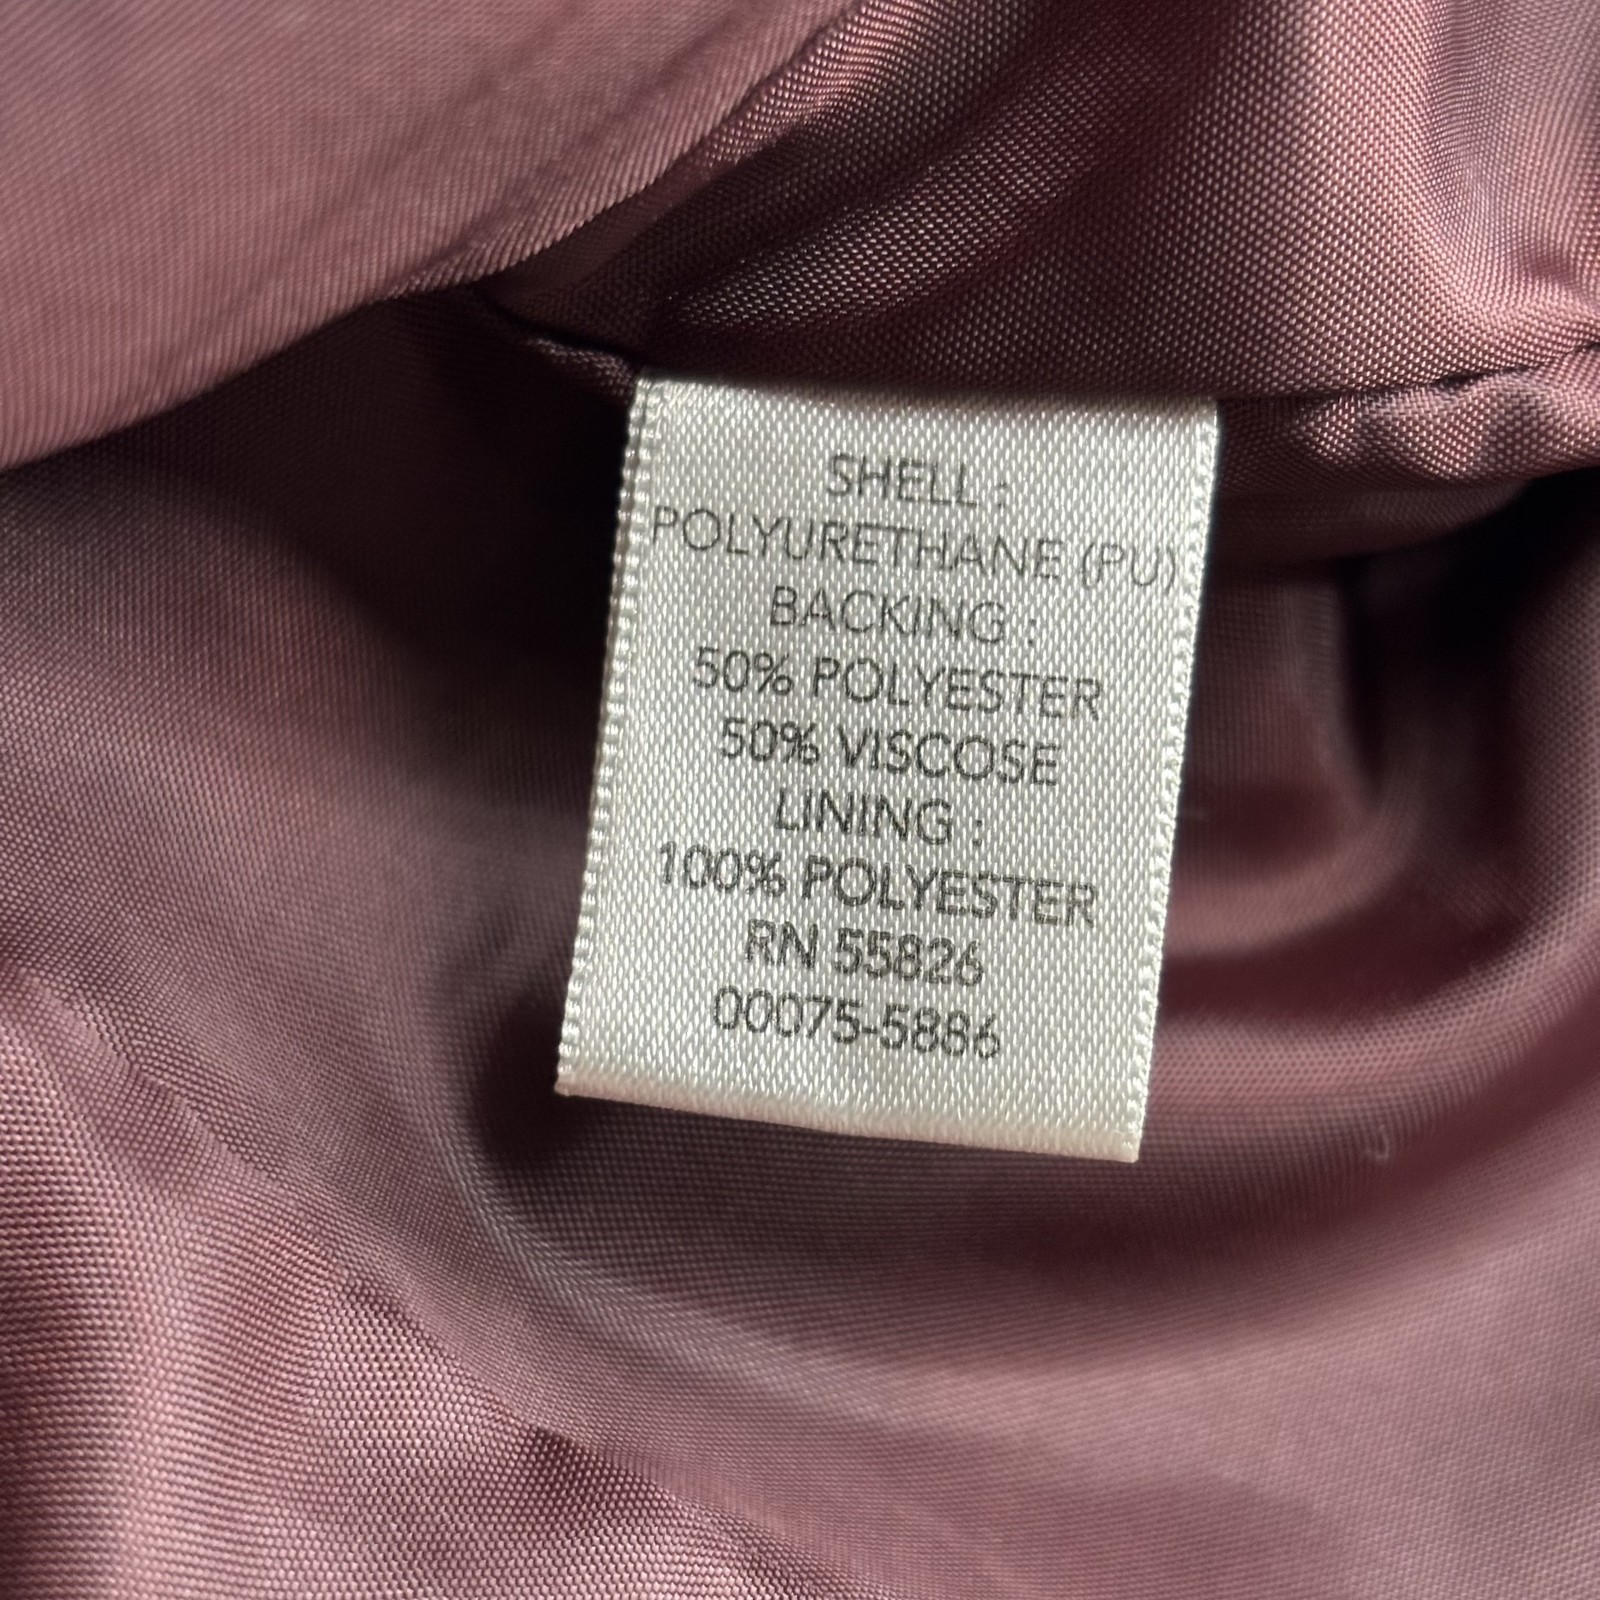 SHELL :
POLYURETHANE (PU)
BACKING :
50% POLYESTER
50% VISCOSE
LINING :
100% POLYESTER
RN 55826
00075-5886